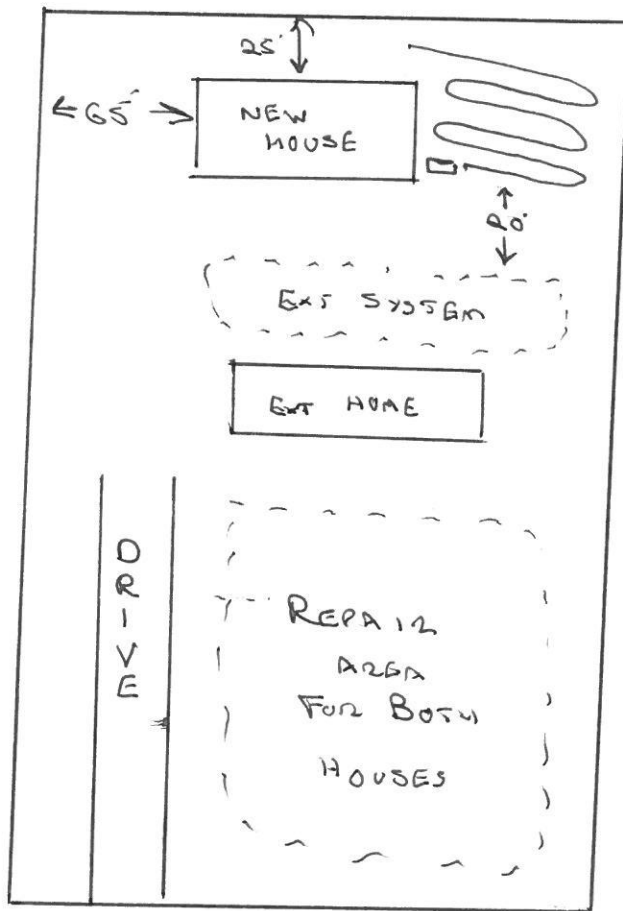 25'
65'
NEW
HOUSE
20'
EXT SYSTEM
EXT HOME
DRIVE
REPAIR
AREA
FOR BOTH
HOUSES